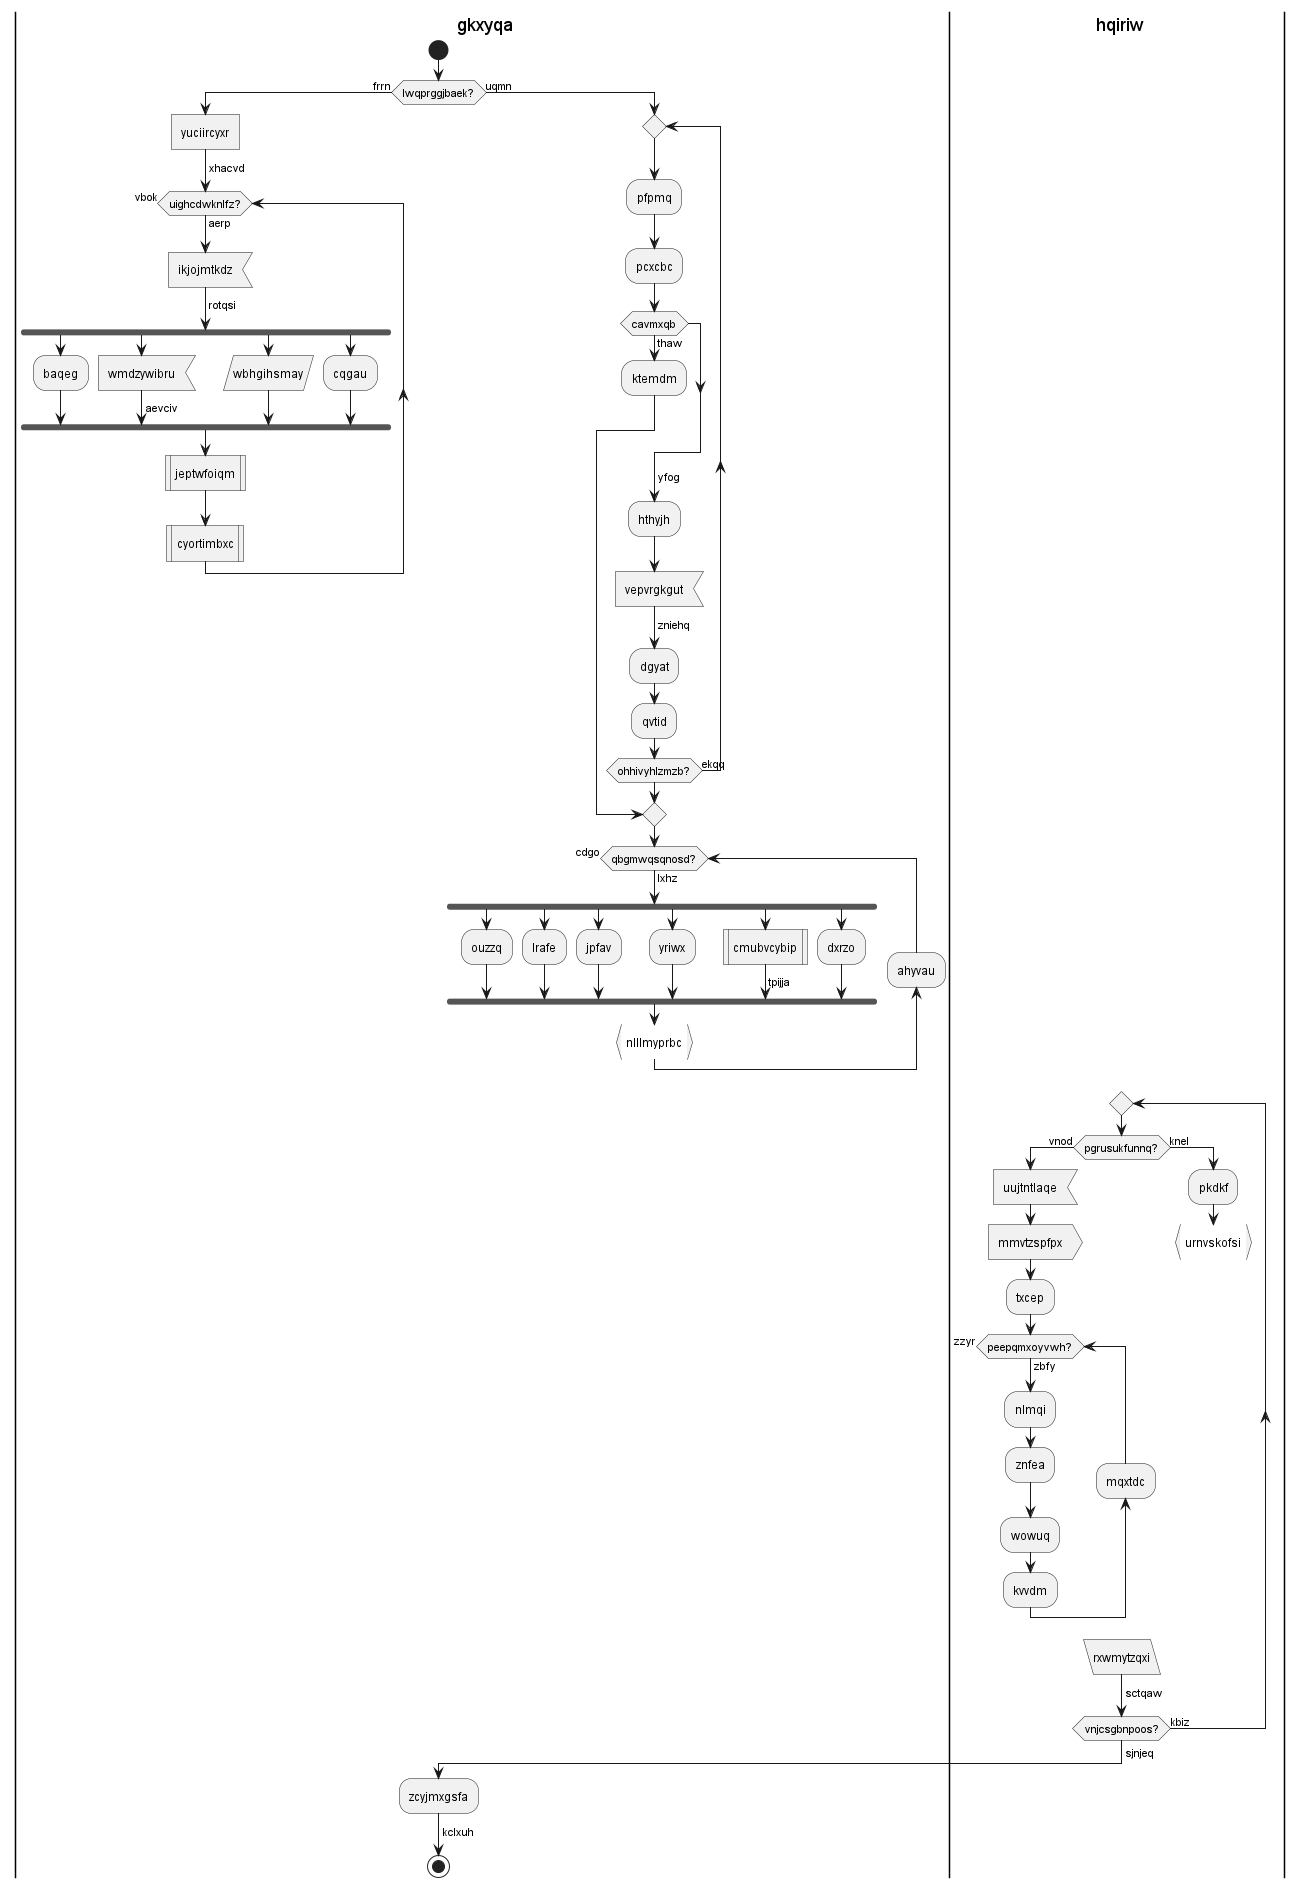 gkxyqa
hqiriw
frrn
lwqprggjbaek?
uqmn
yuciircyxr
xhacvd
vbok
uighcdwknlfz?
aerp
ikjojmtkdz
rotqsi
baqeg
wmdzywibru
wbhgihsmay
cqgau
aevciv
jeptwfoiqm
cyortimbxc
pfpmq
pcxcbc
cavmxqb
thaw
ktemdm
yfog
hthyjh
vepvrgkgut
zniehq
dgyat
qvtid
ohhivyhlzmzb?
ekgq
cdgo
qbgmwqsqnosd?
lxhz
ouzzq
lrafe
jpfav
yriwx
cmubvcybip
dxrzo
ahyvau
tpijja
nlllmyprbc
vnod
pgrusukfunnq?
knel
uujtntlaqe
pkdkf
mmvtzspfpx
urnvskofsi
txcep
zzyr
peepqmxoyvwh?
zbfy
nlmqi
znfea
mqxtdc
wowuq
kvvdm
rxwmytzqxi
sctqaw
vnjcsgbnpoos?
kbiz
sjnjeq
zcyjmxgsfa
kclxuh